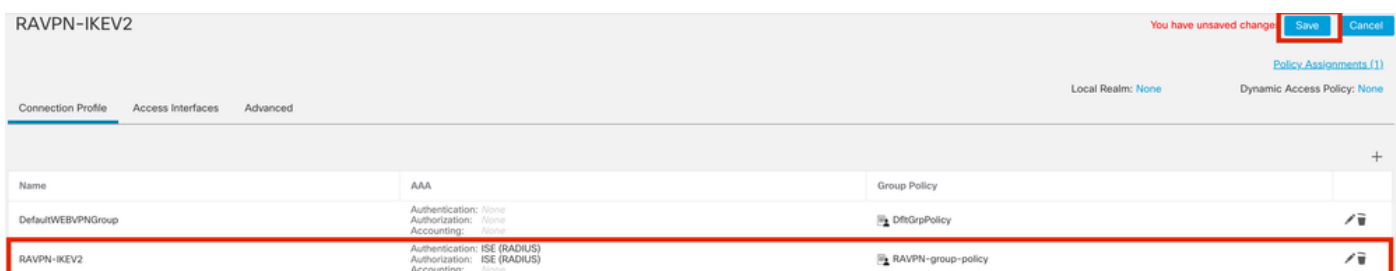 RAVPN-IKEV2
You have unsaved change
Save
Cancel
Policy Assignments (1)
Local Realm: None
Dynamic Access Policy: None
Connection Profile
Access Interfaces
Advanced
+
Name
AAA
Group Policy
DefaultWEBVPNGroup
Authentication: None
Authorization: None
Accounting: None
DfltGrpPolicy
RAVPN-IKEV2
Authentication: ISE (RADIUS)
Authorization: ISE (RADIUS)
Accounting: None
RAVPN-group-policy